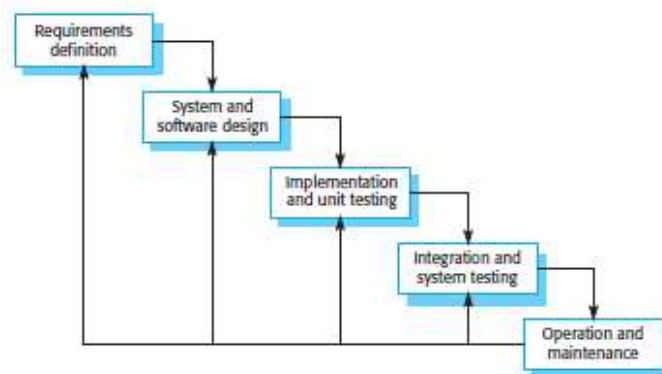 Requirements
definition
System and
software design
Implementation
and unit testing
Integration and
system testing
Operation and
maintenance